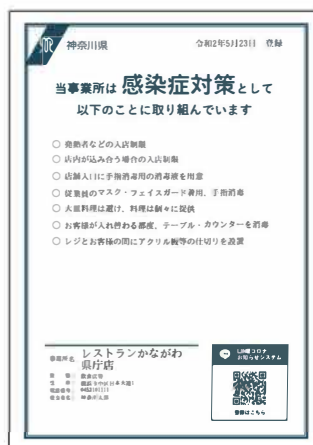 神奈川県
令和2年5月23日 登録
当事業所は 感染症対策として
以下のことに取り組んでいます
○ 発熱者などの入店制限
○ 店内が込み合う場合の入店制限
○ 店舗入口に手指消毒用の消毒液を用意
○ 従業員のマスク・フェイスガード着用、手指消毒
○ 大皿料理は避け、料理は個々に提供
○ お客様が入れ替わる都度、テーブル・カウンターを消毒
○ レジとお客様の間にアクリル板等の仕切りを設置
事業所名 レストランかながわ
県庁店
LINEコロナ
お知らせシステム
登録はこちら